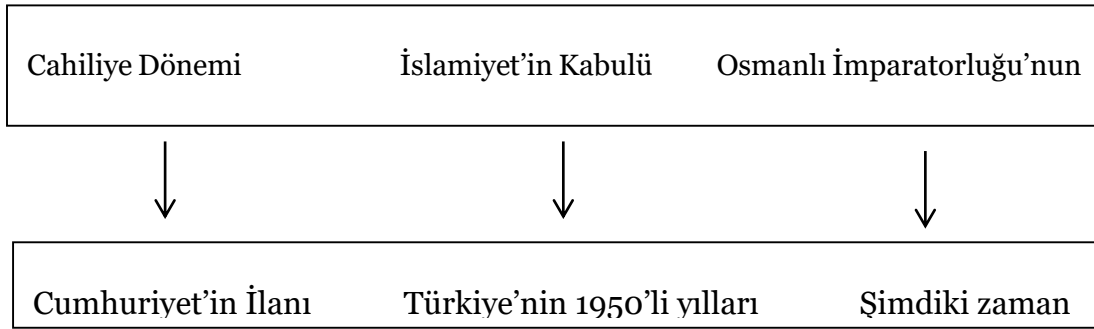 Cahiliye Dönemi İslamiyet’in Kabulü Osmanlı İmparatorluğu’nun
Cumhuriyet’in İlanı Türkiye’nin 1950’li yılları Şimdiki zaman